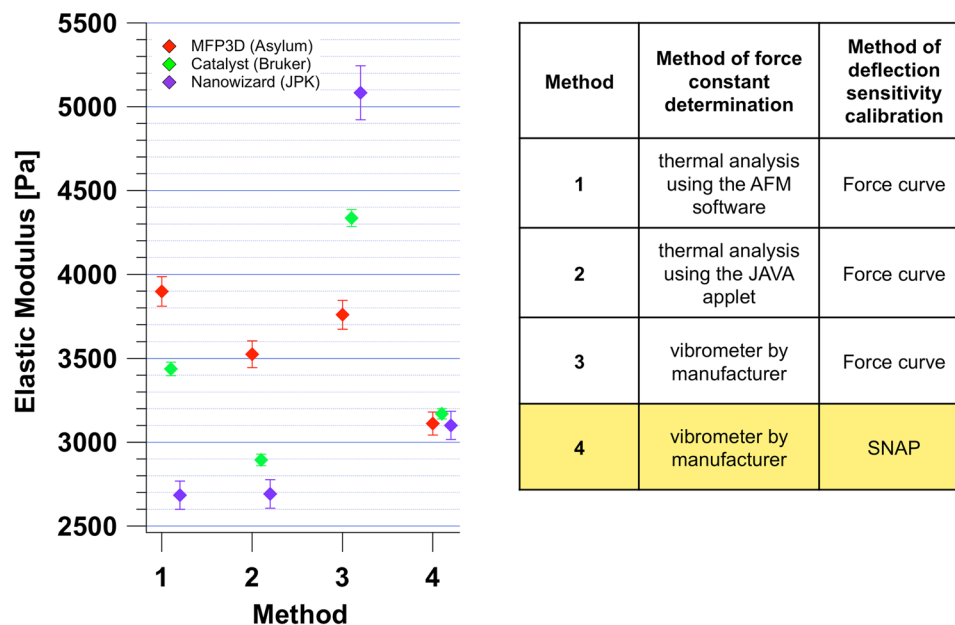 5500
5000
4500
4000
3500
3000
2500
Elastic Modulus [Pa]
MFP3D (Asylum)
Catalyst (Bruker)
Nanowizard (JPK)
1 2 3 4
Method
Method
Method of force
constant
determination
Method of
deflection
sensitivity
calibration
1
thermal analysis
using the AFM
software
Force curve
2
thermal analysis
using the JAVA
applet
Force curve
3
vibrometer by
manufacturer
Force curve
4
vibrometer by
manufacturer
SNAP